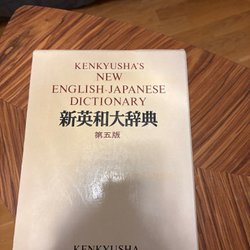 KENKYUSHA'S
NEW
ENGLISH-JAPANESE
DICTIONARY
新英和大辞典
第五版
KENKYUSHA